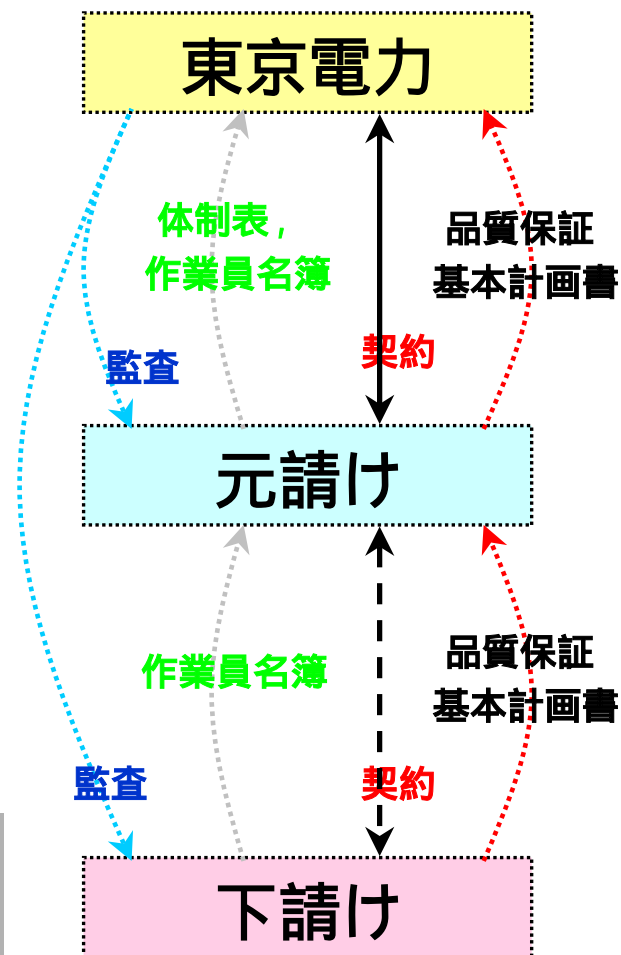 東京電力
体制表，
作業員名簿
品質保証
基本計画書
契約
監査
元請け
作業員名簿
品質保証
基本計画書
監査
契約
下請け